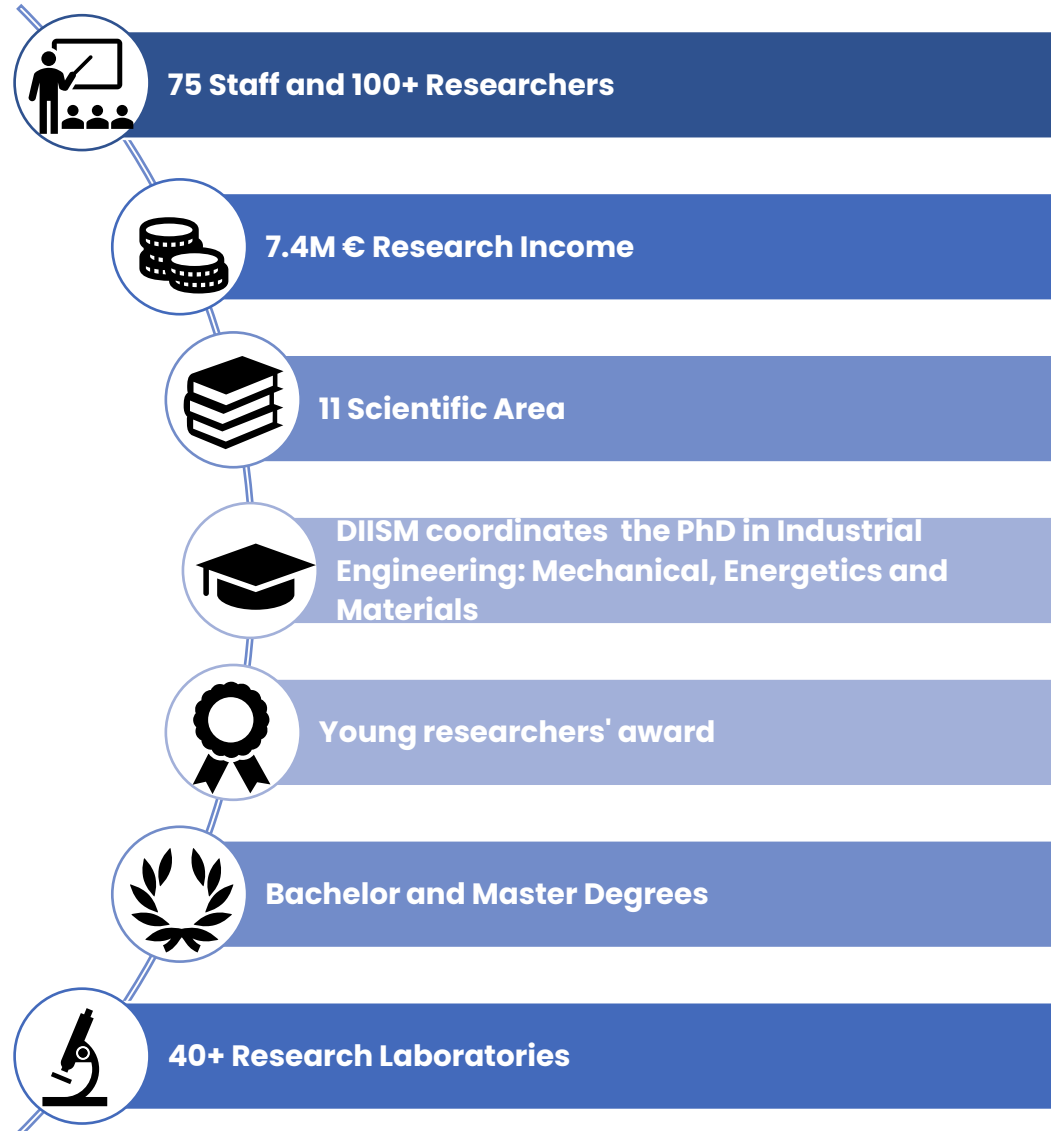 75 Staff and 100+ Researchers
7.4M € Research Income
11 Scientific Area
DIISM coordinates  the PhD in Industrial
Engineering: Mechanical, Energetics and
Materials
Young researchers' award
Bachelor and Master Degrees
40+ Research Laboratories